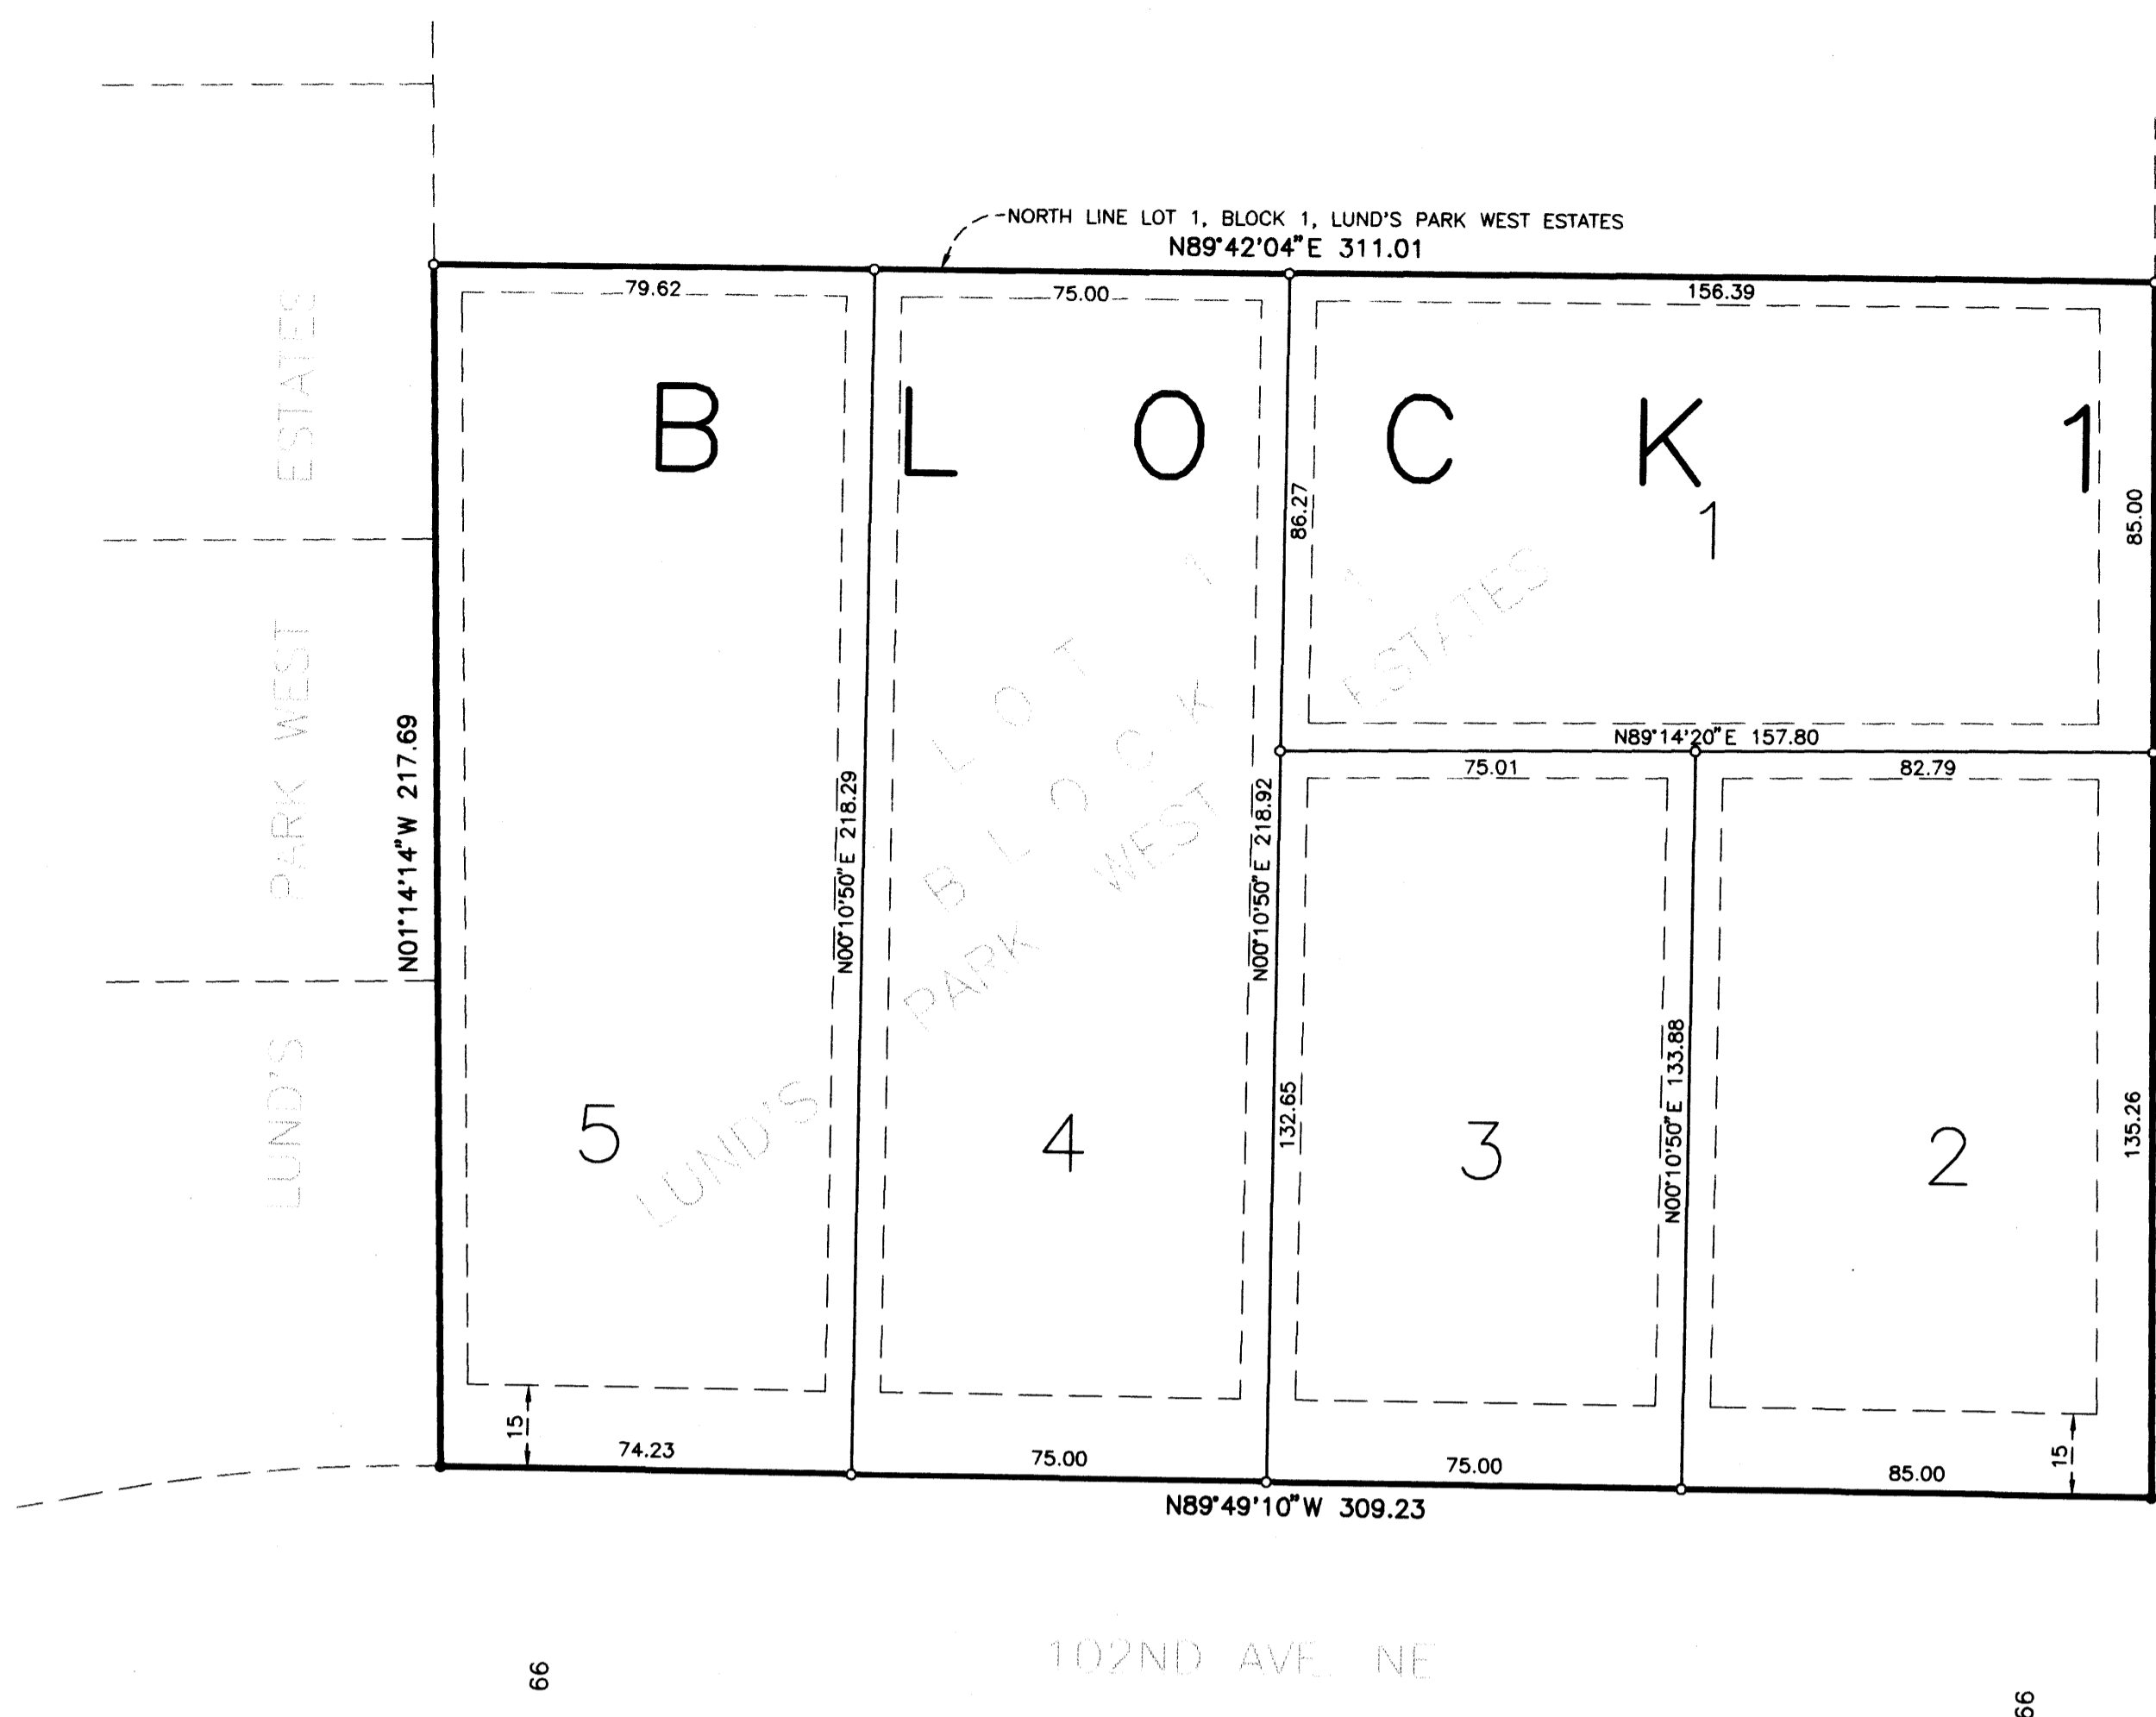 NORTH LINE LOT 1, BLOCK 1, LUND'S PARK WEST ESTATES
N89°42'04"E 311.01
79.62
75.00
156.39
BLOCK 1
1
86.27
85.00
LOT 1
BLOCK 1
LUND'S PARK WEST ESTATES
LUND'S PARK WEST ESTATES
N01°14'14"W 217.69
N00°10'50"E 218.29
N00°10'50"E 218.92
N89°14'20"E 157.80
75.01
82.79
132.65
N00°10'50"E 133.88
135.26
5
4
3
2
15
15
74.23
75.00
75.00
85.00
N89°49'10"W 309.23
102ND AVE. NE
66
66